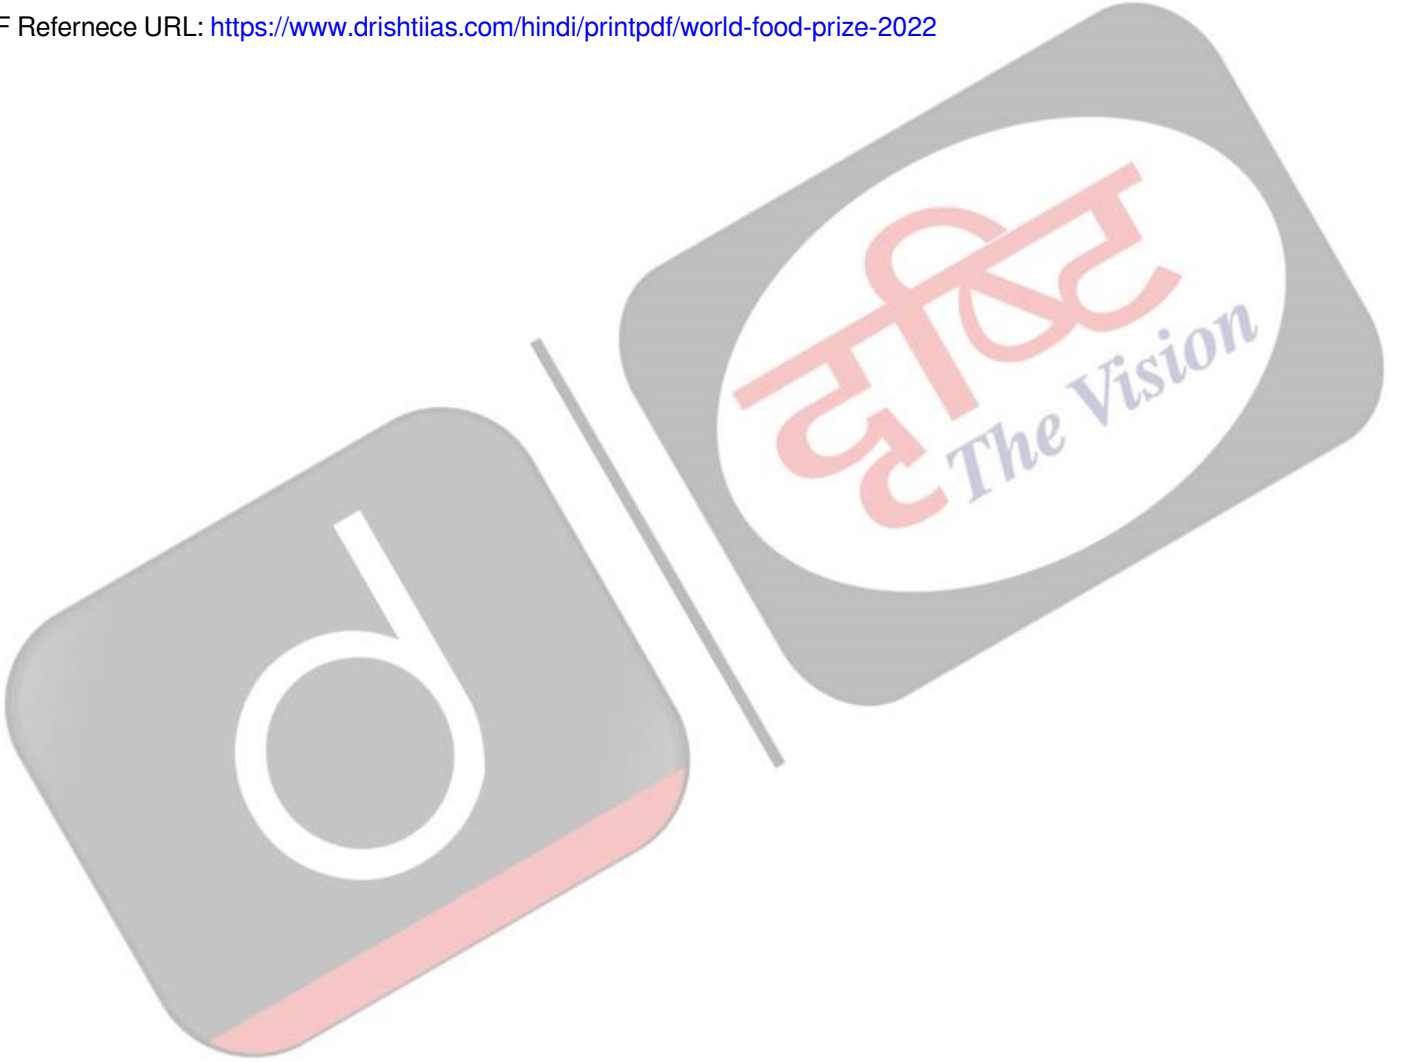 F Refernece URL: https://www.drishtiias.com/hindi/printpdf/world-food-prize-2022
दृष्टि
The Vision
d